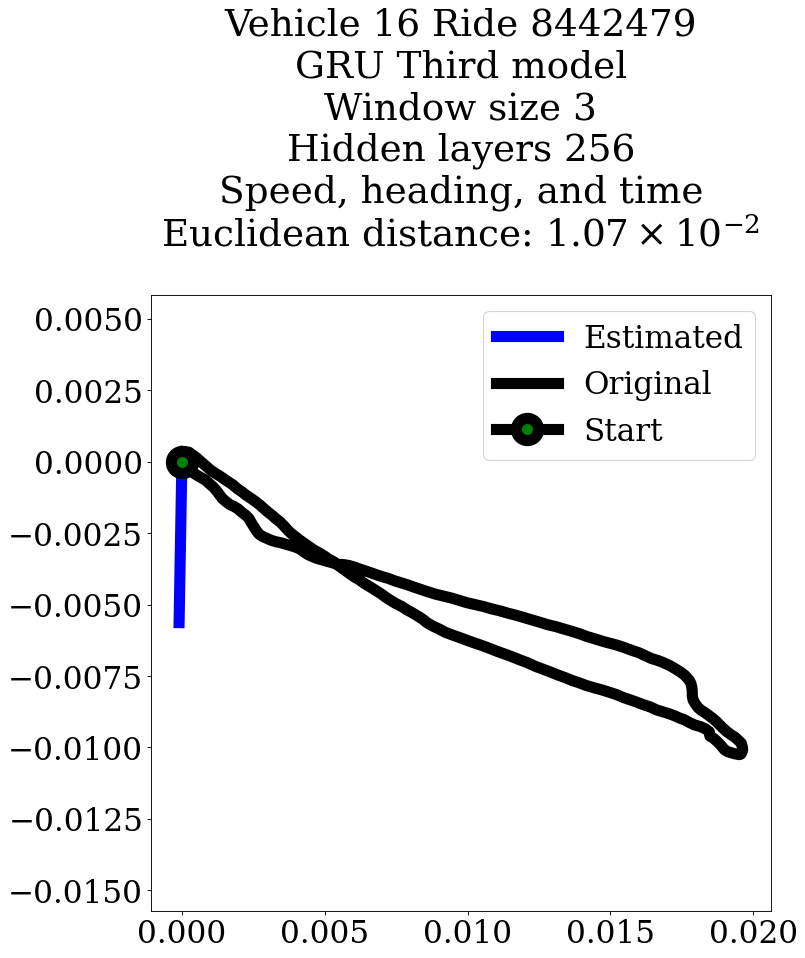 Vehicle 16 Ride 8442479
GRU Third model
Window size 3
Hidden layers 256
Speed, heading, and time
Euclidean distance: 1.07 × 10⁻²
Estimated
Original
Start
0.0050
0.0025
0.0000
−0.0025
−0.0050
−0.0075
−0.0100
−0.0125
−0.0150
0.000 0.005 0.010 0.015 0.020